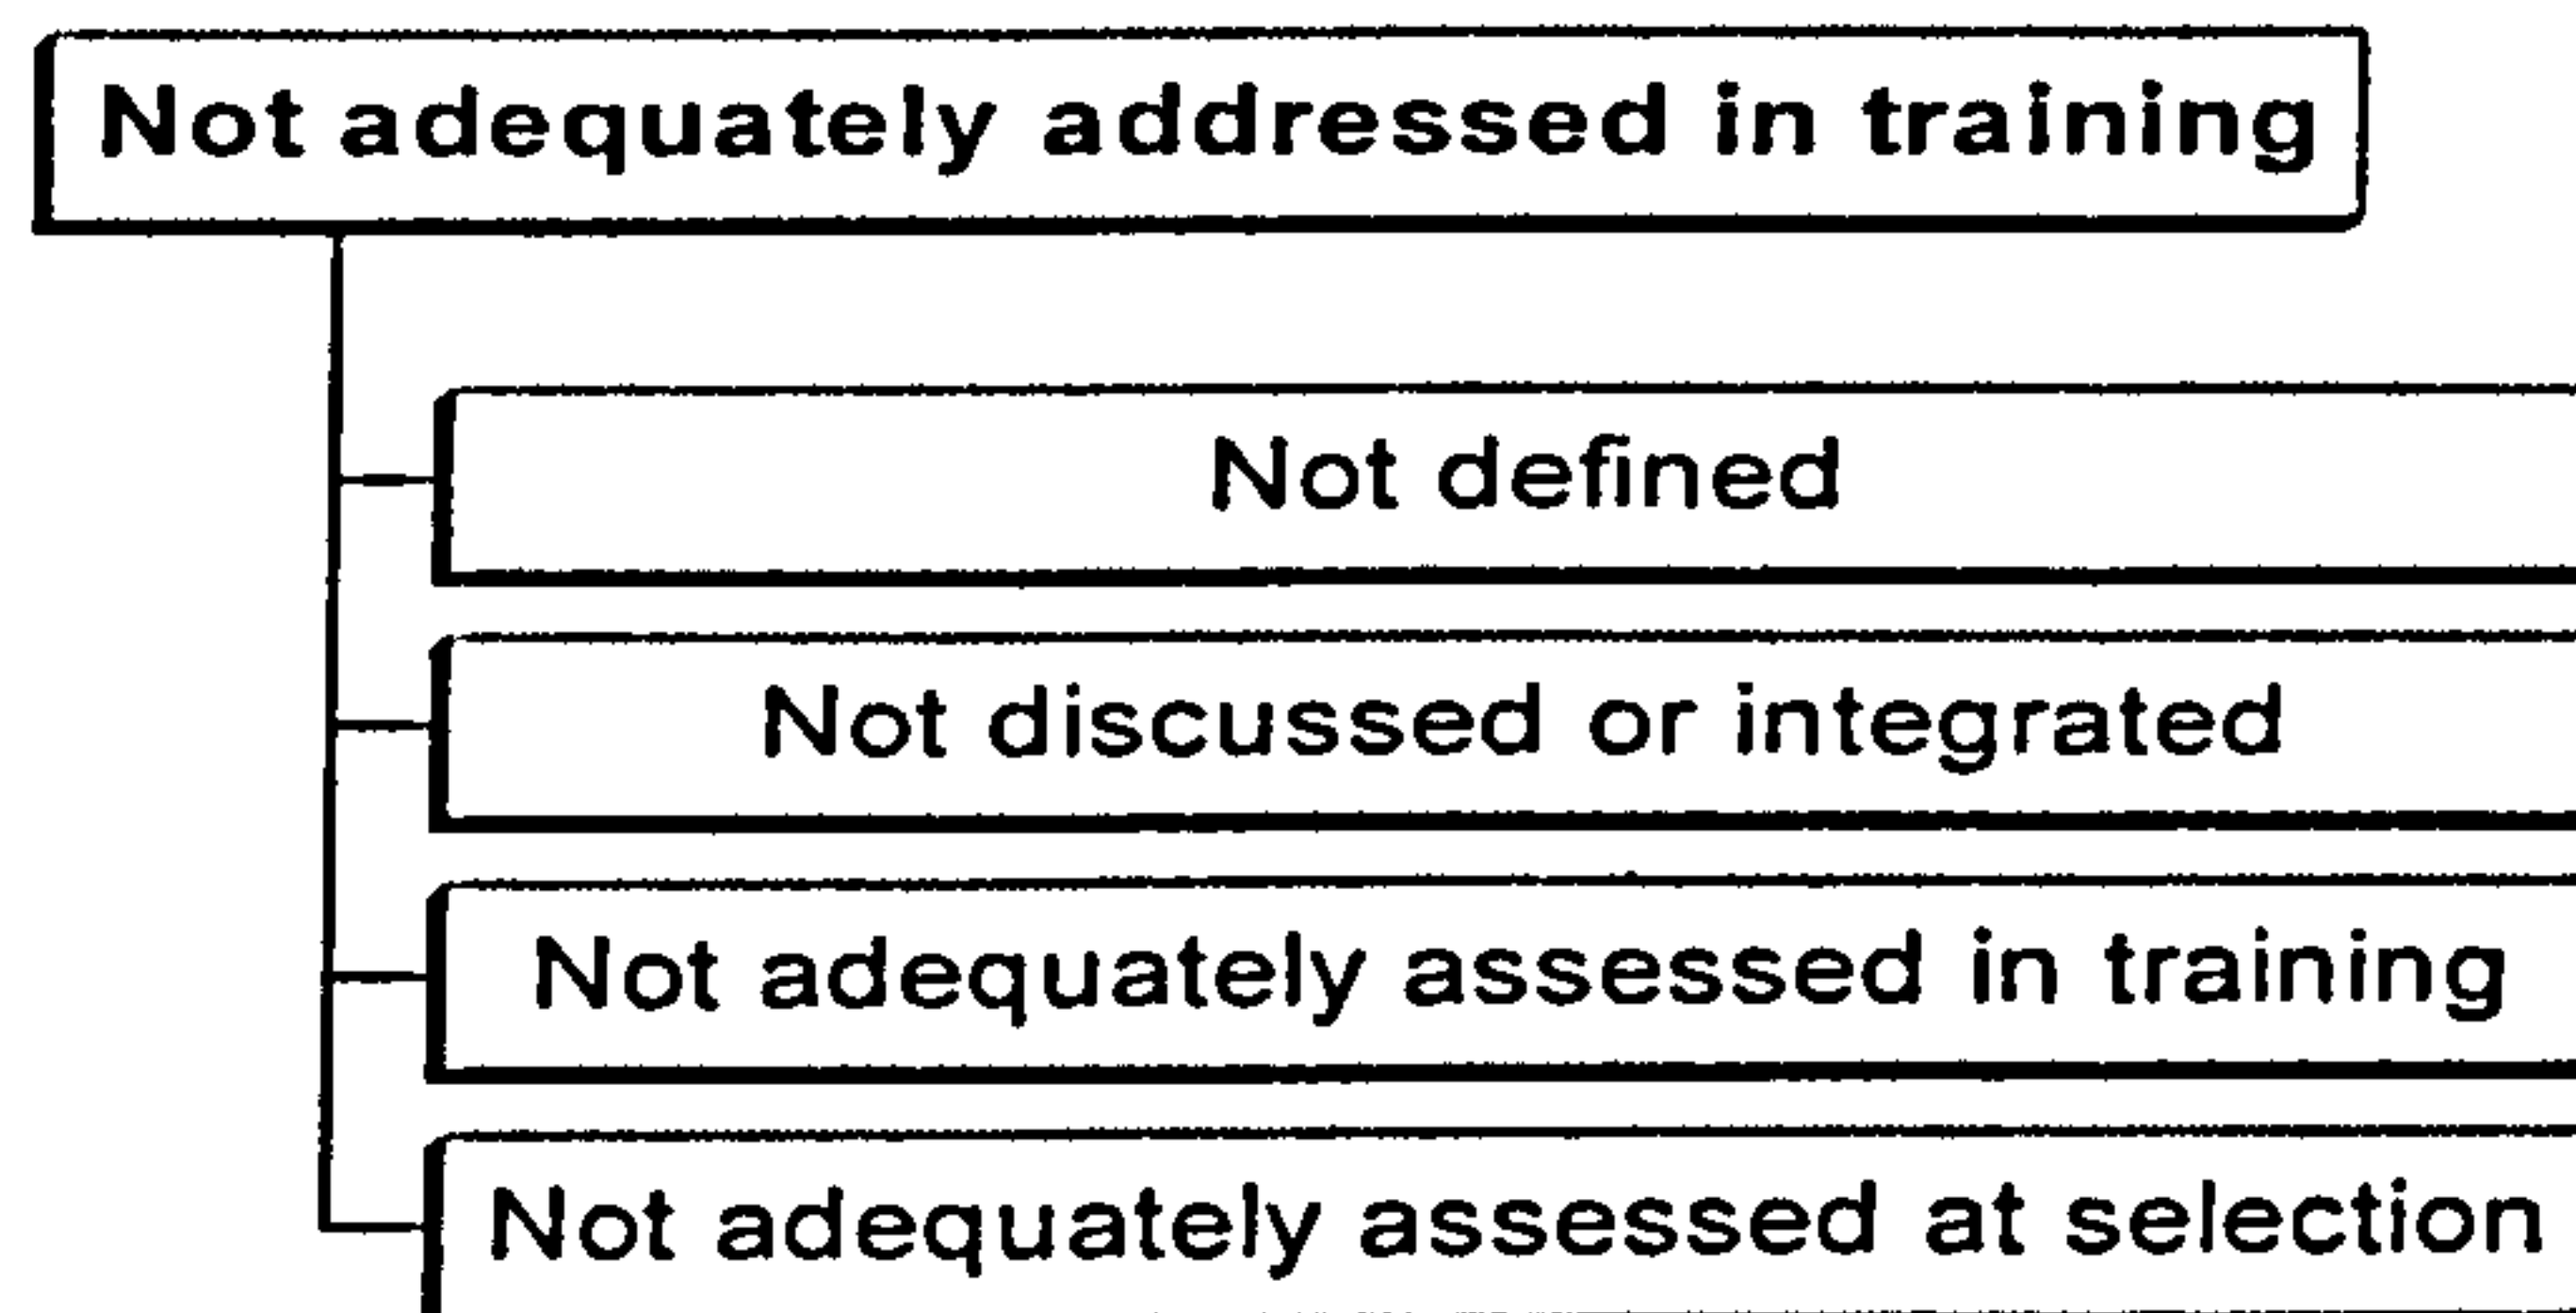 Not adequately addressed in training
Not defined
Not discussed or integrated
Not adequately assessed in training
Not adequately assessed at selection